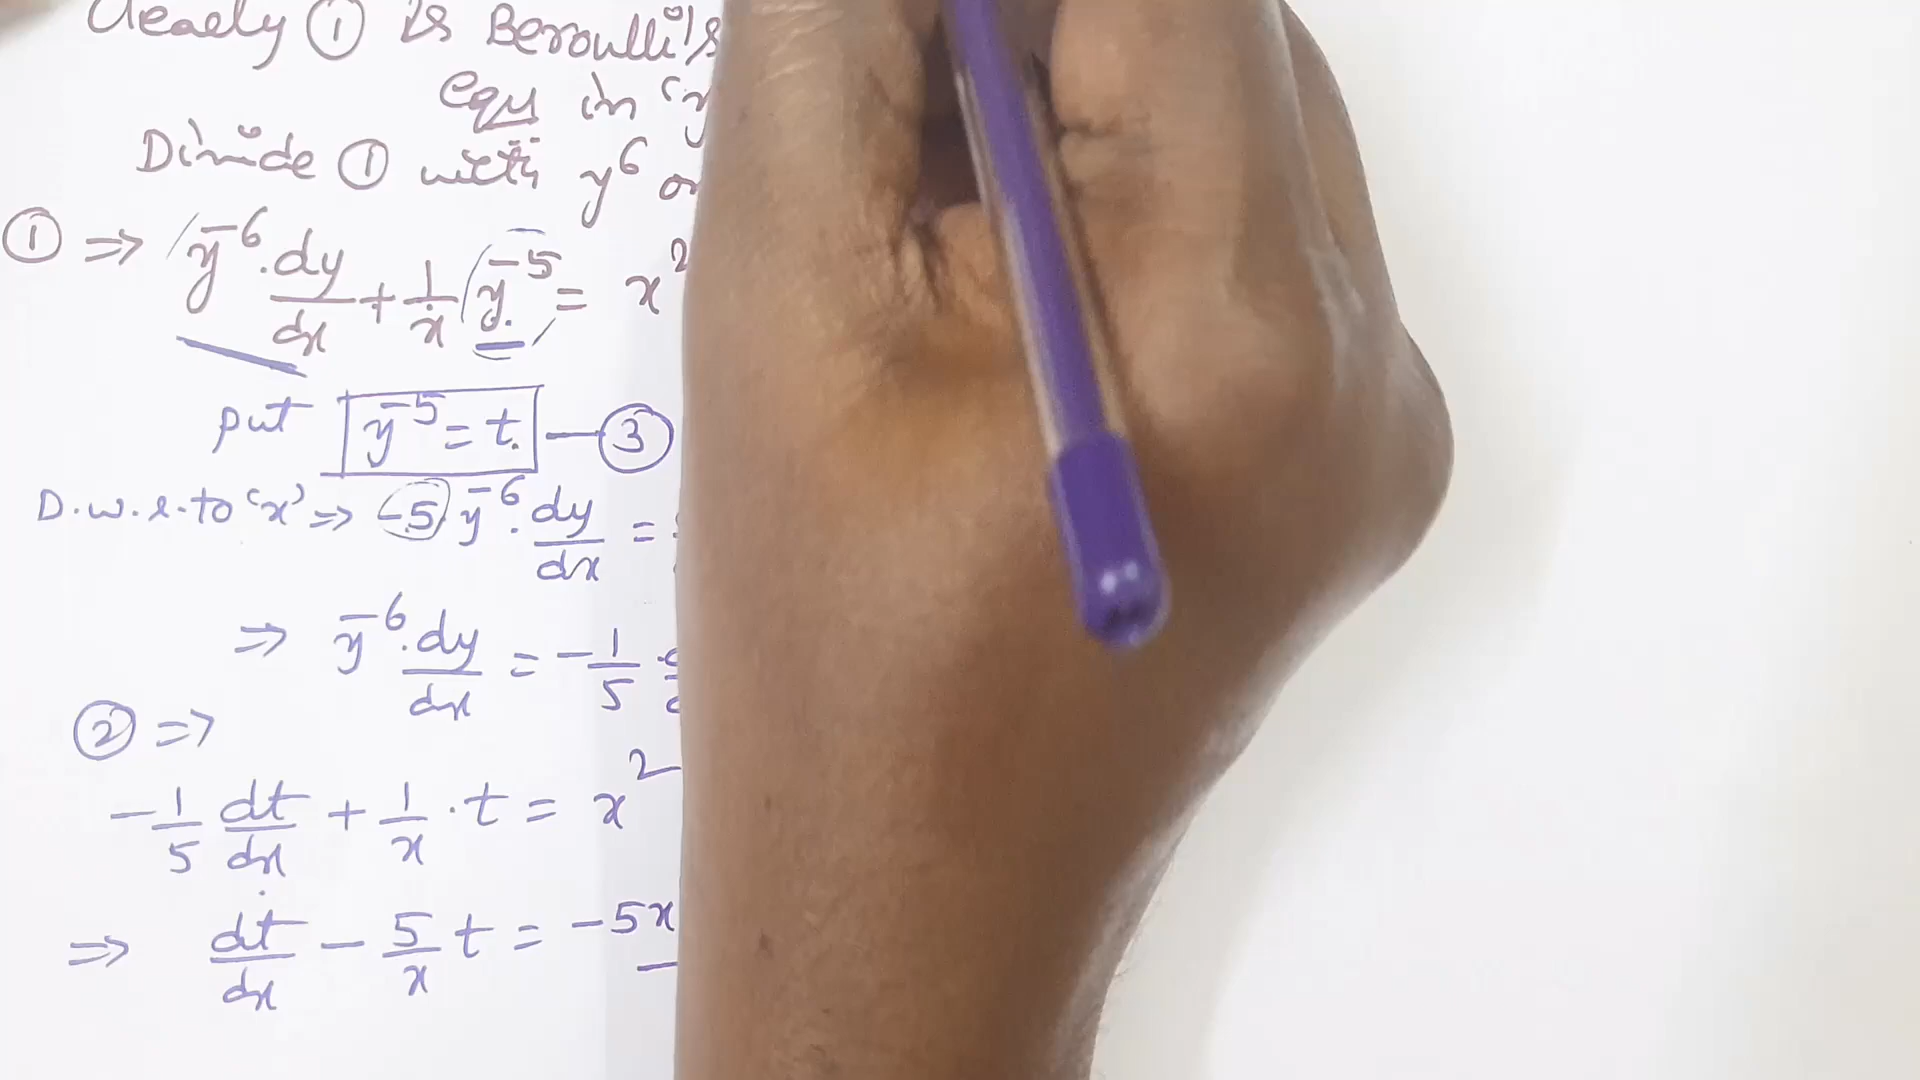 Clearly ① is Beroulli's
equ in 'y
Divide ① with y⁶ or
① ⇒ y⁻⁶.dy/dx + 1/x y⁻⁵ = x²
put y⁻⁵ = t. — ③
D.w.r.to 'x' ⇒ -5 y⁻⁶.dy/dx =
⇒ y⁻⁶.dy/dx = -1/5 .
② ⇒
-1/5 dt/dx + 1/x . t = x²
⇒ dt/dx - 5/x t = -5x